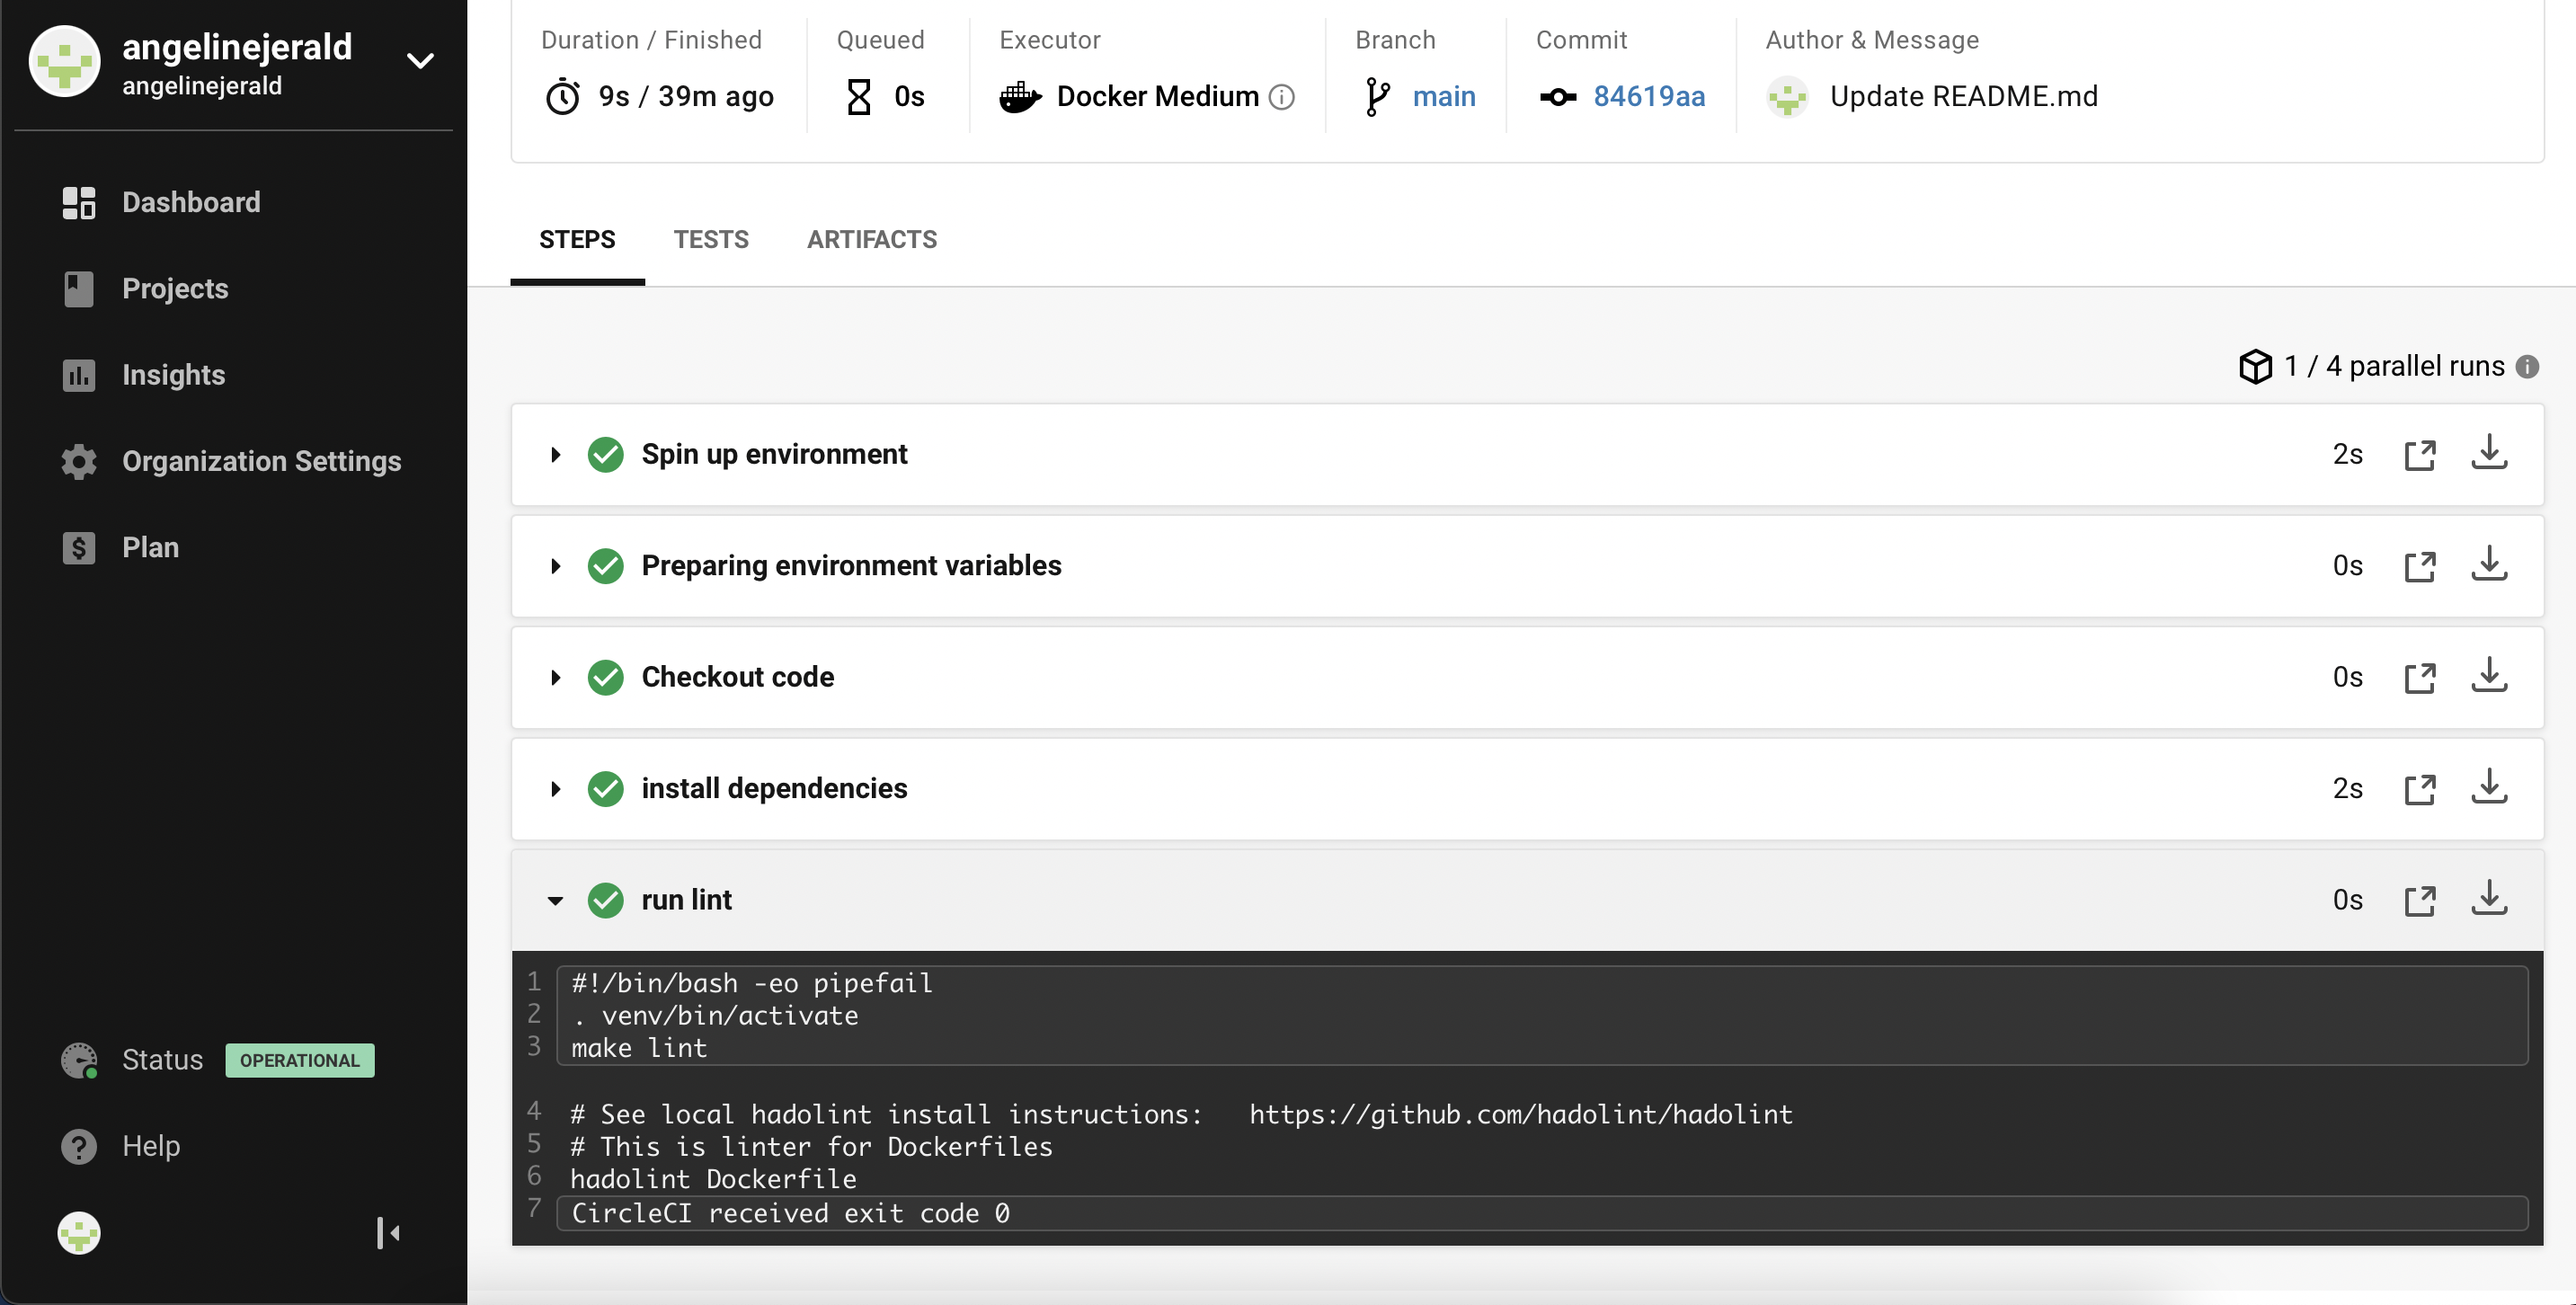 angelinejerald
angelinejerald
Dashboard
Projects
Insights
Organization Settings
Plan
Status OPERATIONAL
Help
Duration / Finished
9s / 39m ago
Queued
0s
Executor
Docker Medium
Branch
main
Commit
84619aa
Author & Message
Update README.md
STEPS TESTS ARTIFACTS
1 / 4 parallel runs
Spin up environment 2s
Preparing environment variables 0s
Checkout code 0s
install dependencies 2s
run lint 0s
1 #!/bin/bash -eo pipefail
2 . venv/bin/activate
3 make lint
4 # See local hadolint install instructions:   https://github.com/hadolint/hadolint
5 # This is linter for Dockerfiles
6 hadolint Dockerfile
7 CircleCI received exit code 0